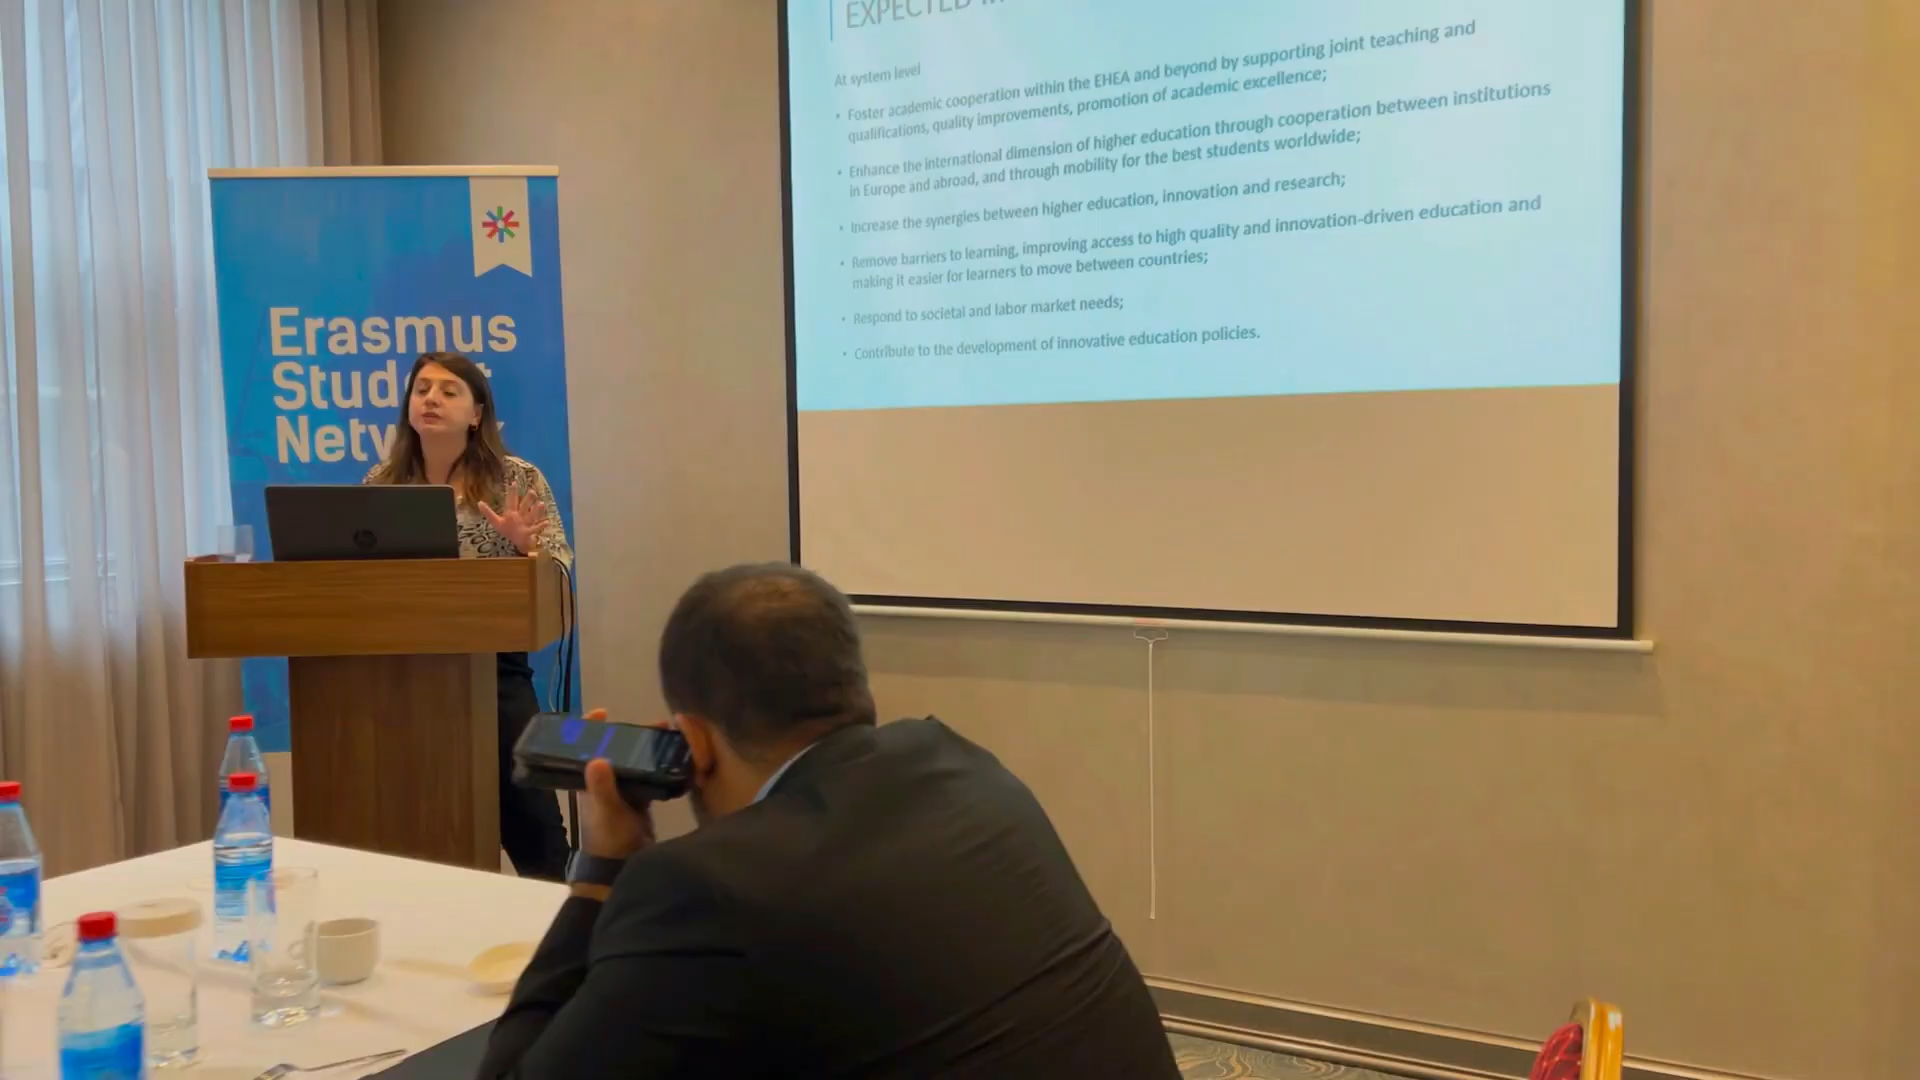 EXPECTED
At system level
• Foster academic cooperation within the EHEA and beyond by supporting joint teaching and
qualifications, quality improvements, promotion of academic excellence;
• Enhance the international dimension of higher education through cooperation between institutions
in Europe and abroad, and through mobility for the best students worldwide;
• Increase the synergies between higher education, innovation and research;
• Remove barriers to learning, improving access to high quality and innovation-driven education and
making it easier for learners to move between countries;
• Respond to societal and labor market needs;
• Contribute to the development of innovative education policies.
Erasmus
Student
Network
hp